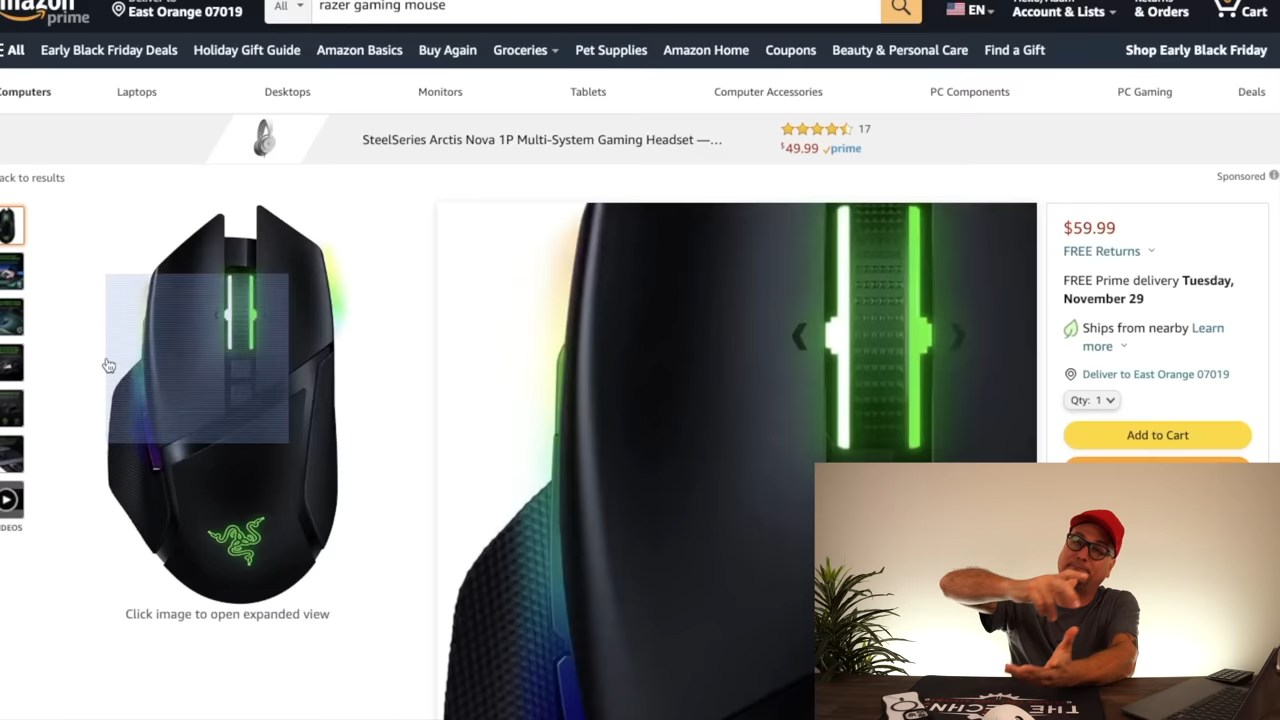 prime
East Orange 07019
All
razer gaming mouse
EN
Account & Lists
& Orders
Cart
All
Early Black Friday Deals
Holiday Gift Guide
Amazon Basics
Buy Again
Groceries
Pet Supplies
Amazon Home
Coupons
Beauty & Personal Care
Find a Gift
Shop Early Black Friday
Computers
Laptops
Desktops
Monitors
Tablets
Computer Accessories
PC Components
PC Gaming
Deals
SteelSeries Arctis Nova 1P Multi-System Gaming Headset —…
17
$49.99 prime
ack to results
Sponsored
$59.99
FREE Returns
FREE Prime delivery Tuesday,
November 29
Ships from nearby Learn
more
Deliver to East Orange 07019
Qty: 1
Add to Cart
IDEOS
Click image to open expanded view
THE TECHN